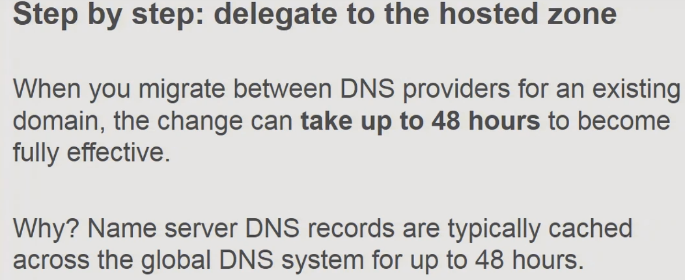 Step by step: delegate to the hosted zone
When you migrate between DNS providers for an existing
domain, the change can take up to 48 hours to become
fully effective.
Why? Name server DNS records are typically cached
across the global DNS system for up to 48 hours.